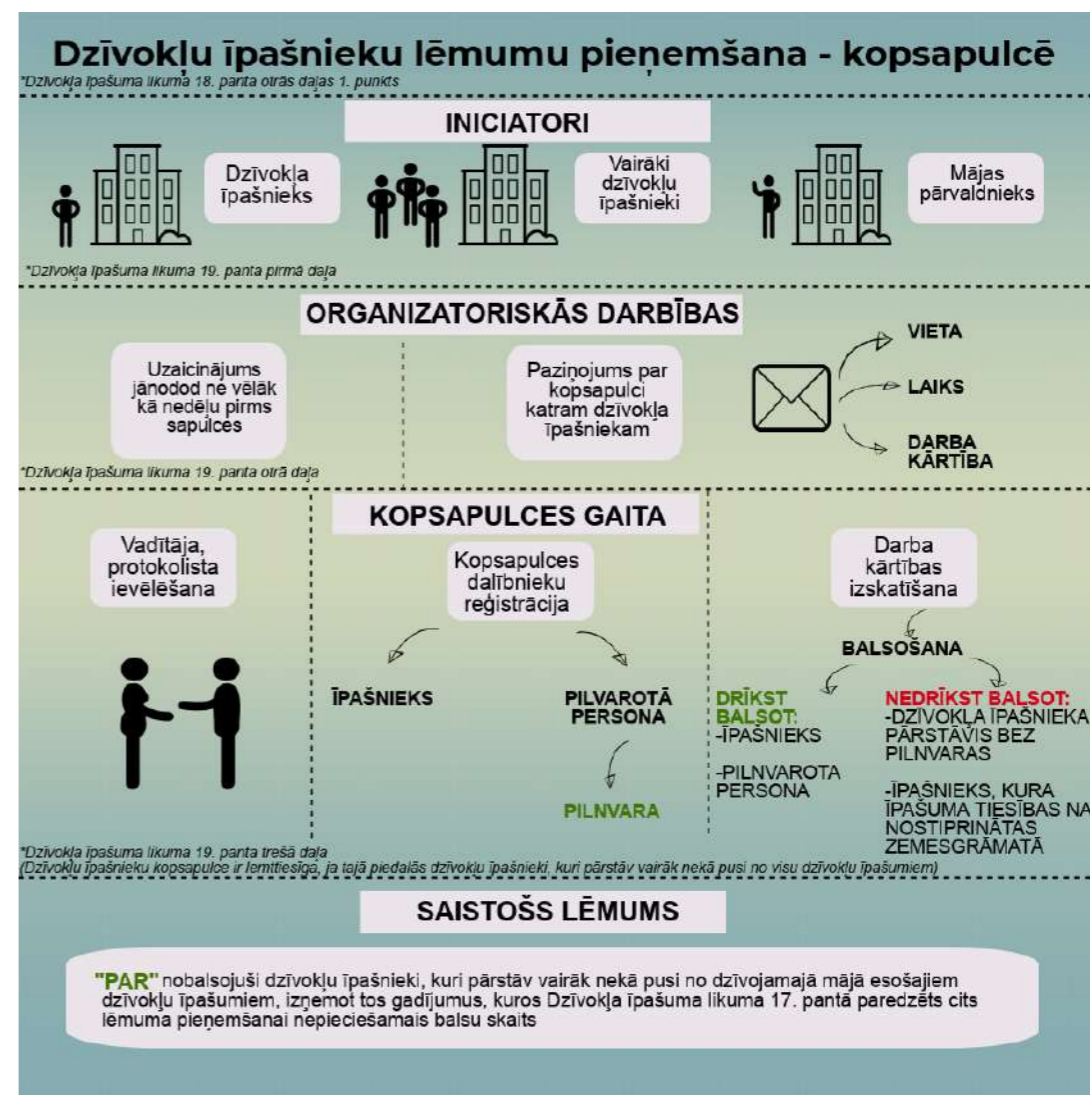 Dzīvokļu īpašnieku lēmumu pieņemšana - kopsapulcē
*Dzīvokļa īpašuma likuma 18. panta otrās daļas 1. punkts
INICIATORI
Dzīvokļa
īpašnieks
Vairāki
dzīvokļu
īpašnieki
Mājas
pārvaldnieks
*Dzīvokļa īpašuma likuma 19. panta pirmā daļa
ORGANIZATORISKĀS DARBĪBAS
Uzaicinājums
jānodod ne vēlāk
kā nedēļu pirms
sapulces
Paziņojums par
kopsapulci
katram dzīvokļa
īpašniekam
VIETA
LAIKS
DARBA
KĀRTĪBA
*Dzīvokļa īpašuma likuma 19. panta otrā daļa
KOPSAPULCES GAITA
Vadītāja,
protokolista
ievēlēšana
Kopsapulces
dalībnieku
reģistrācija
ĪPAŠNIEKS
PILVAROTĀ
PERSONA
PILNVARA
Darba
kārtības
izskatīšana
BALSOŠANA
DRĪKST
BALSOT:
-ĪPAŠNIEKS
-PILNVAROTA
PERSONA
NEDRĪKST BALSOT:
-DZĪVOKĻA ĪPAŠNIEKA
PĀRSTĀVIS BEZ
PILNVARAS
-ĪPAŠNIEKS, KURA
ĪPAŠUMA TIESĪBAS NA
NOSTIPRINĀTAS
ZEMESGRĀMATĀ
*Dzīvokļa īpašuma likuma 19. panta trešā daļa
(Dzīvokļu īpašnieku kopsapulce ir lemttiesīga, ja tajā piedalās dzīvokļu īpašnieki, kuri pārstāv vairāk nekā pusi no visu dzīvokļu īpašumiem)
SAISTOŠS LĒMUMS
"PAR" nobalsojuši dzīvokļu īpašnieki, kuri pārstāv vairāk nekā pusi no dzīvojamajā mājā esošajiem
dzīvokļu īpašumiem, izņemot tos gadījumus, kuros Dzīvokļa īpašuma likuma 17. pantā paredzēts cits
lēmuma pieņemšanai nepieciešamais balsu skaits